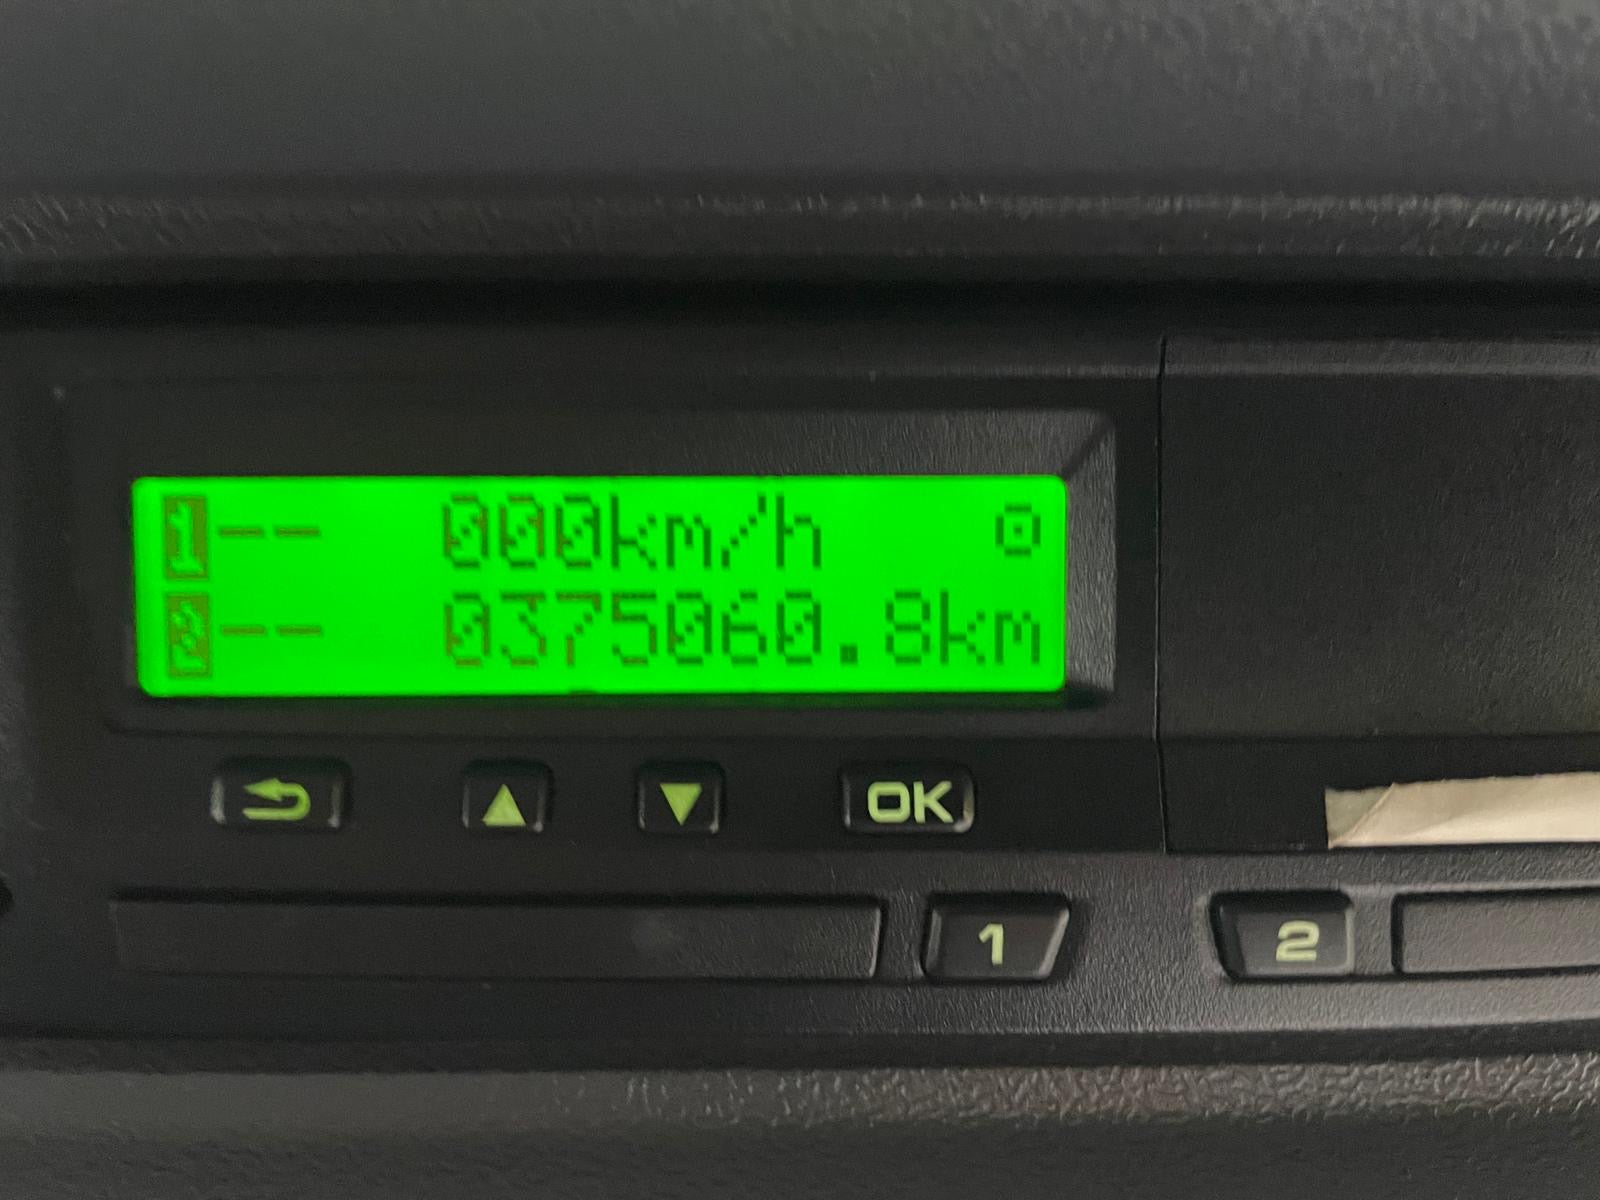 1-- 000km/h ⊙
2-- 0375060.8km
OK
1 2